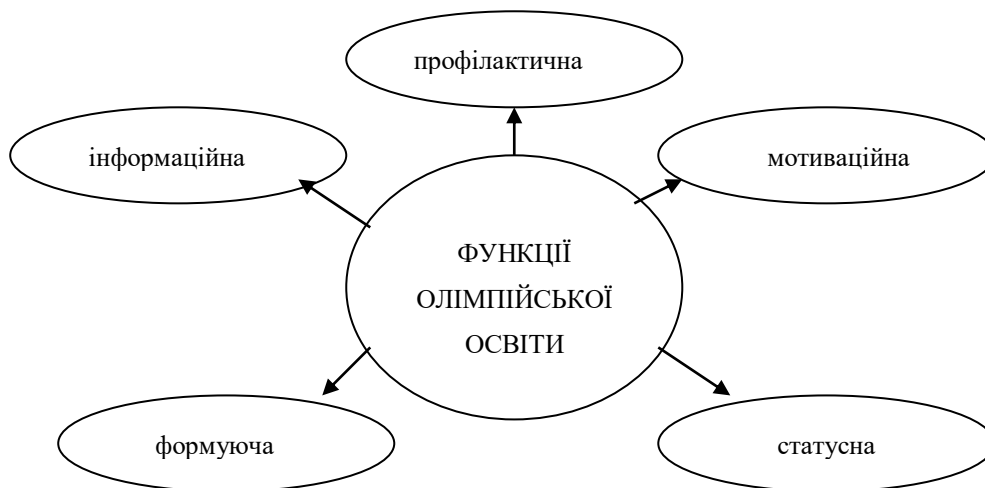 профілактична
інформаційна
мотиваційна
ФУНКЦІЇ
ОЛІМПІЙСЬКОЇ
ОСВІТИ
формуюча
статусна